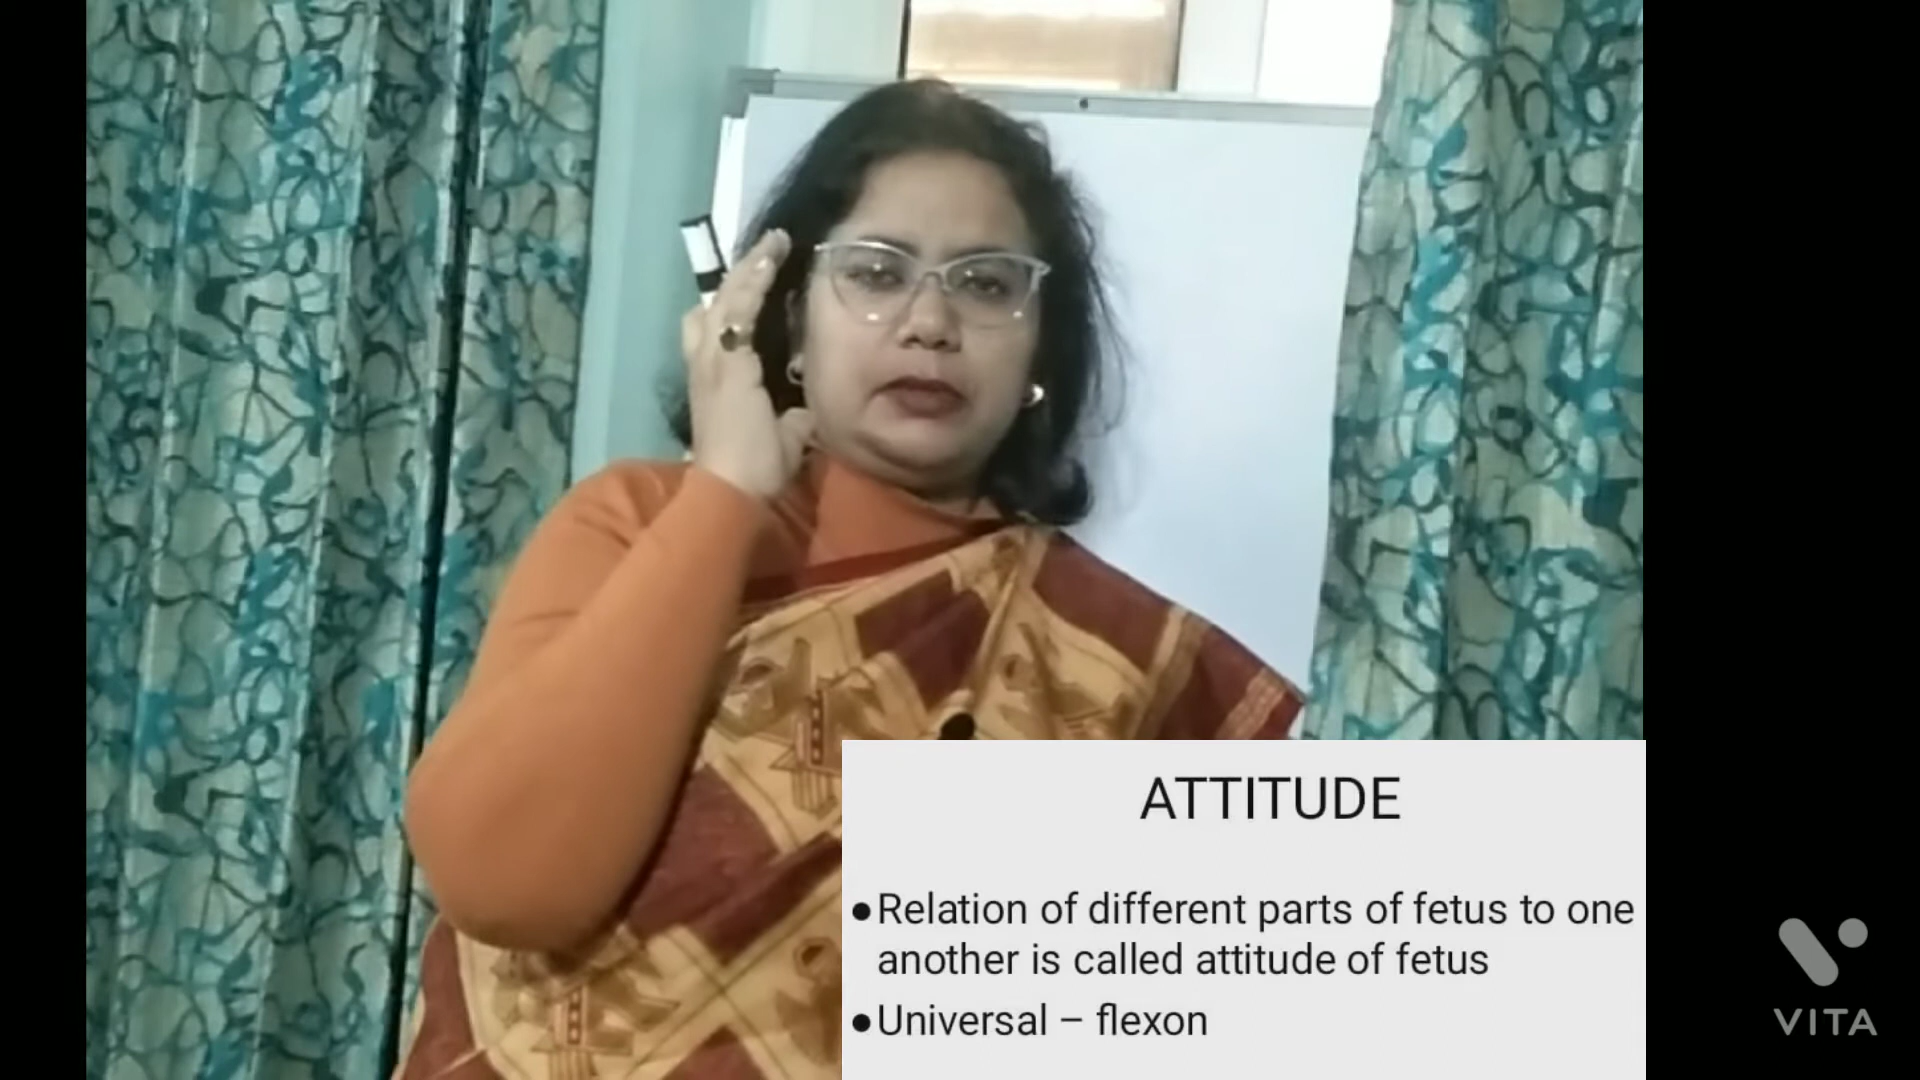 ATTITUDE
●Relation of different parts of fetus to one
another is called attitude of fetus
●Universal – flexon
VITA